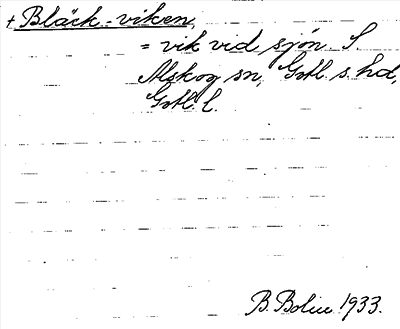 + Bläck-viken
= vik vid sjön S.
Alskog sn, Gotl. s. hd,
Gotl. l.
B. Bolin 1933.